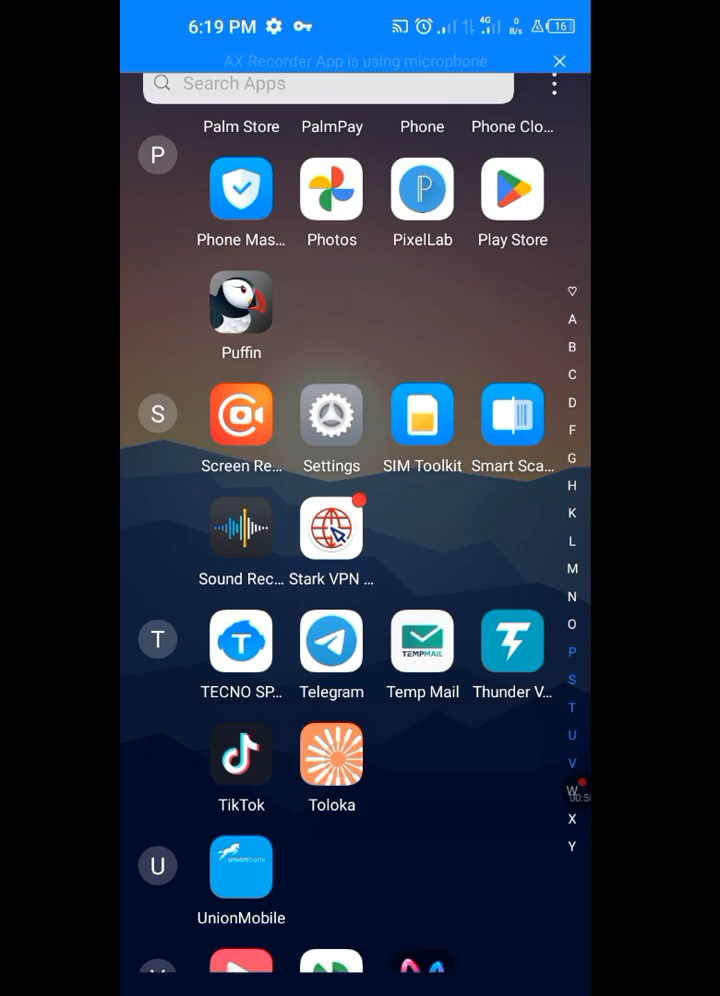 6:19 PM 4G 0 B/s 16
AX Recorder App is using microphone
Search Apps
Palm Store PalmPay Phone Phone Clo...
P
Phone Mas... Photos PixelLab Play Store
Puffin
S
Screen Re... Settings SIM Toolkit Smart Sca...
Sound Rec... Stark VPN ...
T
TEMPMAIL
TECNO SP... Telegram Temp Mail Thunder V...
TikTok Toloka
U
unionbank
UnionMobile
A
B
C
D
F
G
H
K
L
M
N
O
P
S
T
U
V
W
X
Y